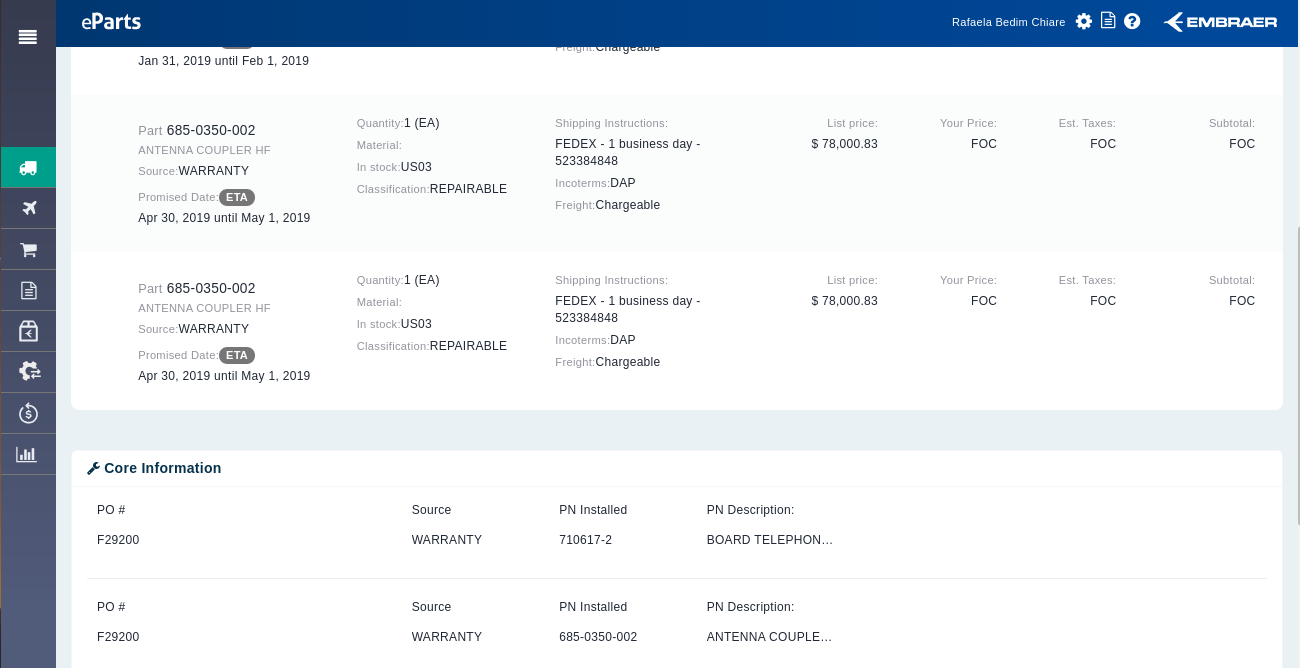 eParts
Rafaela Bedim Chiare
EMBRAER
Freight:Chargeable
Jan 31, 2019 until Feb 1, 2019
Part 685-0350-002
ANTENNA COUPLER HF
Source:WARRANTY
Promised Date:ETA
Apr 30, 2019 until May 1, 2019
Quantity:1 (EA)
Material:
In stock:US03
Classification:REPAIRABLE
Shipping Instructions:
FEDEX - 1 business day -
523384848
Incoterms:DAP
Freight:Chargeable
List price:
$ 78,000.83
Your Price:
FOC
Est. Taxes:
FOC
Subtotal:
FOC
Part 685-0350-002
ANTENNA COUPLER HF
Source:WARRANTY
Promised Date:ETA
Apr 30, 2019 until May 1, 2019
Quantity:1 (EA)
Material:
In stock:US03
Classification:REPAIRABLE
Shipping Instructions:
FEDEX - 1 business day -
523384848
Incoterms:DAP
Freight:Chargeable
List price:
$ 78,000.83
Your Price:
FOC
Est. Taxes:
FOC
Subtotal:
FOC
Core Information
PO # Source PN Installed PN Description:
F29200 WARRANTY 710617-2 BOARD TELEPHON...
PO # Source PN Installed PN Description:
F29200 WARRANTY 685-0350-002 ANTENNA COUPLE...